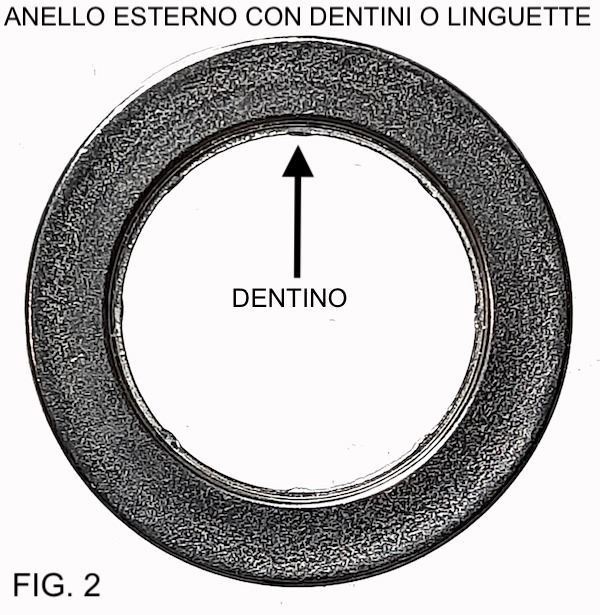 ANELLO ESTERNO CON DENTINI O LINGUETTE
DENTINO
FIG. 2